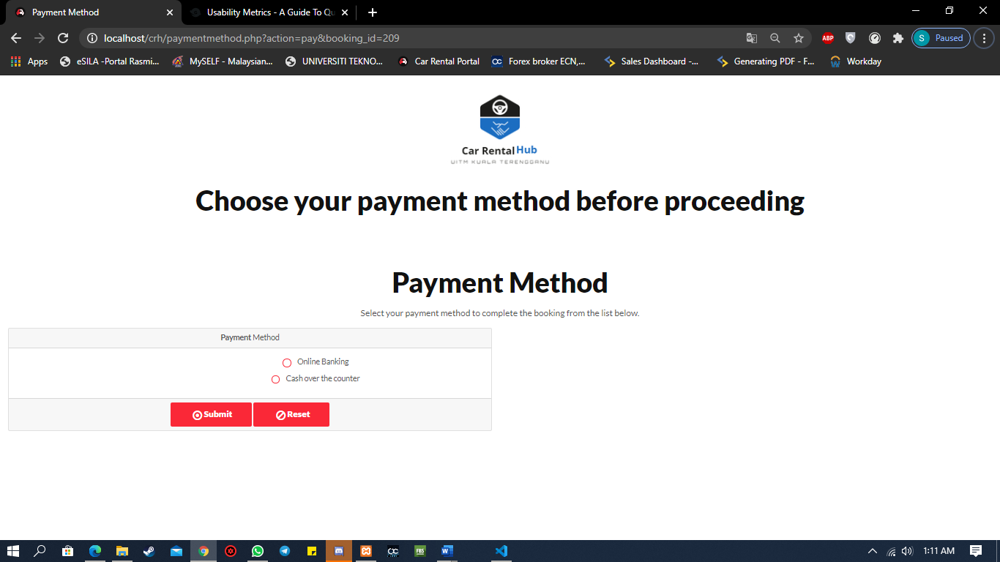 Payment Method
Usability Metrics - A Guide To Qu
localhost/crh/paymentmethod.php?action=pay&booking_id=209
ABP
S Paused
Apps
eSILA -Portal Rasmi...
MySELF - Malaysian...
UNIVERSITI TEKNO...
Car Rental Portal
Forex broker ECN,...
Sales Dashboard -...
Generating PDF - F...
Workday
Car Rental Hub
UITM KUALA TERENGGANU
Choose your payment method before proceeding
Payment Method
Select your payment method to complete the booking from the list below.
Payment Method
Online Banking
Cash over the counter
Submit Reset
FBS
1:11 AM